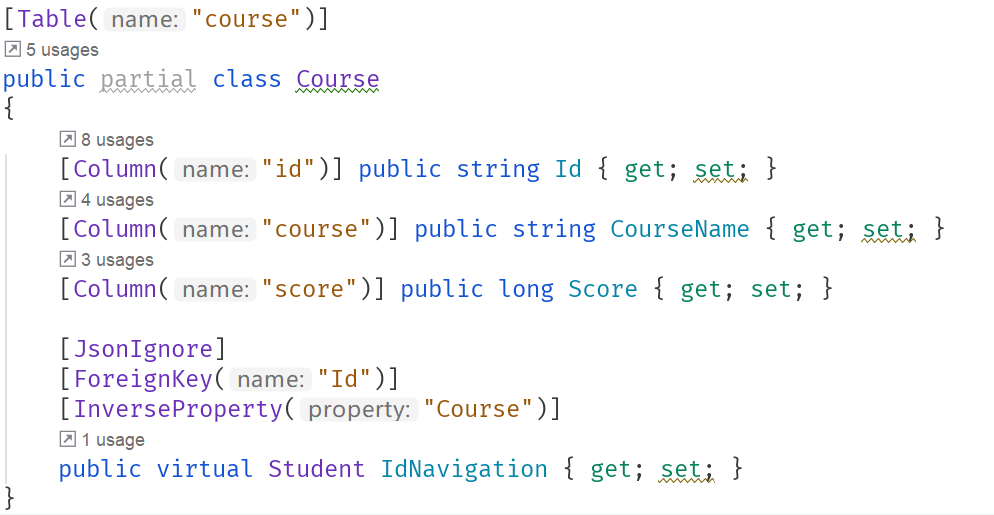 [Table( name: "course")]
5 usages
public partial class Course
{
8 usages
[Column( name: "id")] public string Id { get; set; }
4 usages
[Column( name: "course")] public string CourseName { get; set; }
3 usages
[Column( name: "score")] public long Score { get; set; }
[JsonIgnore]
[ForeignKey( name: "Id")]
[InverseProperty( property: "Course")]
1 usage
public virtual Student IdNavigation { get; set; }
}